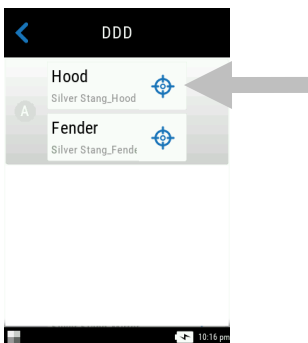 DDD
Hood
Silver Stang_Hood
A
Fender
Silver Stang_Fende
10:16 pm